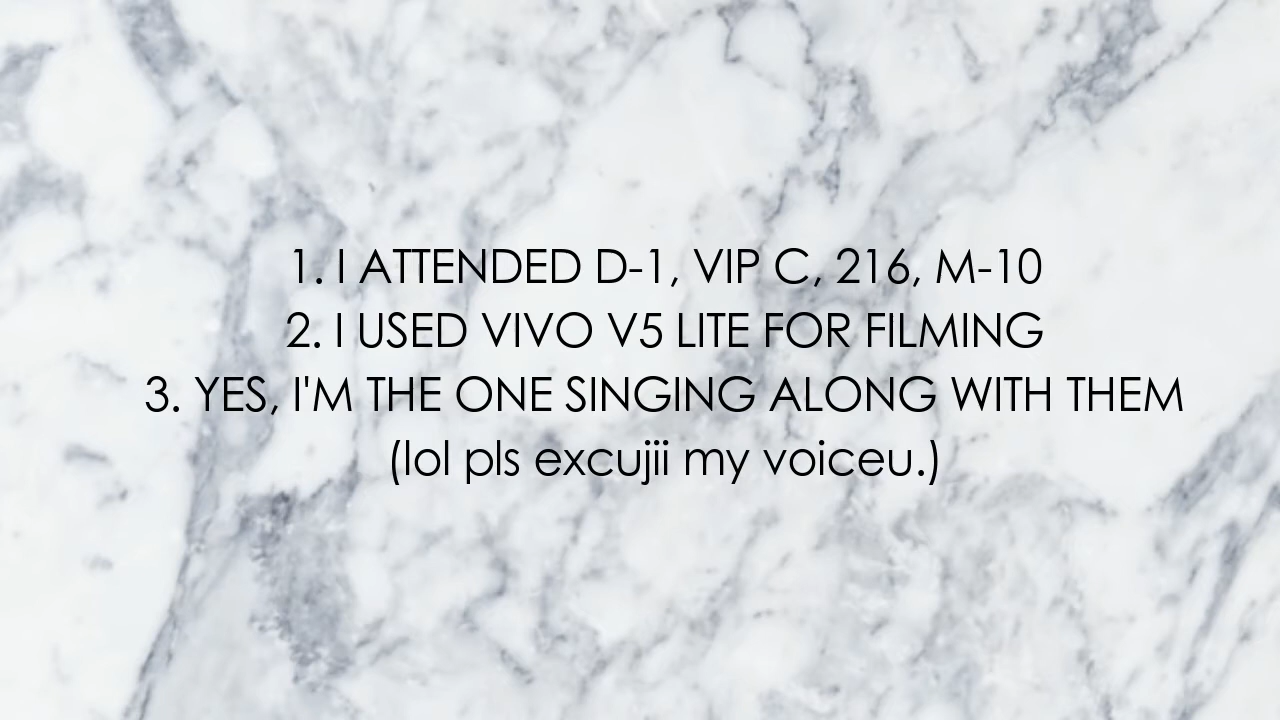 1. I ATTENDED D-1, VIP C, 216, M-10
2. I USED VIVO V5 LITE FOR FILMING
3. YES, I'M THE ONE SINGING ALONG WITH THEM
(lol pls excujii my voiceu.)